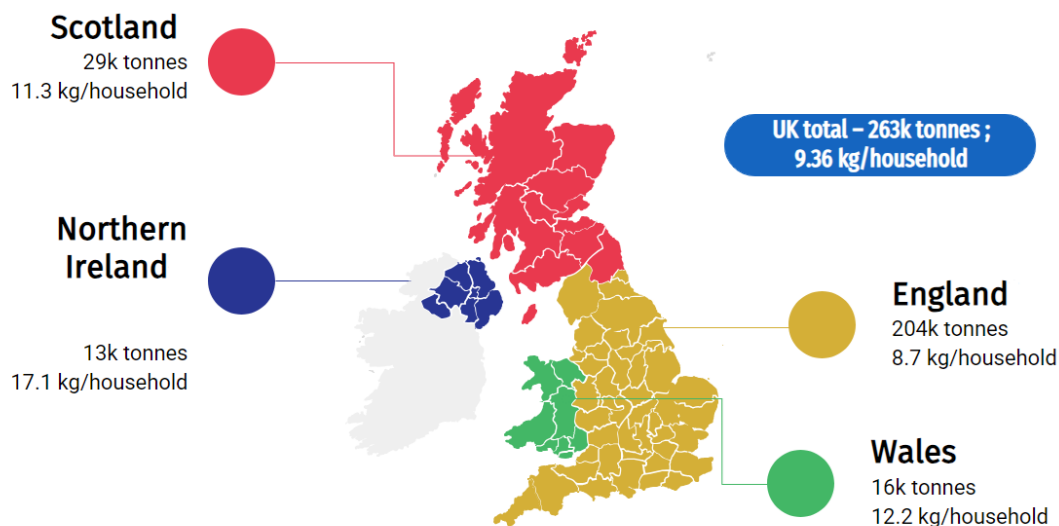 Scotland
29k tonnes
11.3 kg/household
UK total – 263k tonnes ;
9.36 kg/household
Northern
Ireland
13k tonnes
17.1 kg/household
England
204k tonnes
8.7 kg/household
Wales
16k tonnes
12.2 kg/household